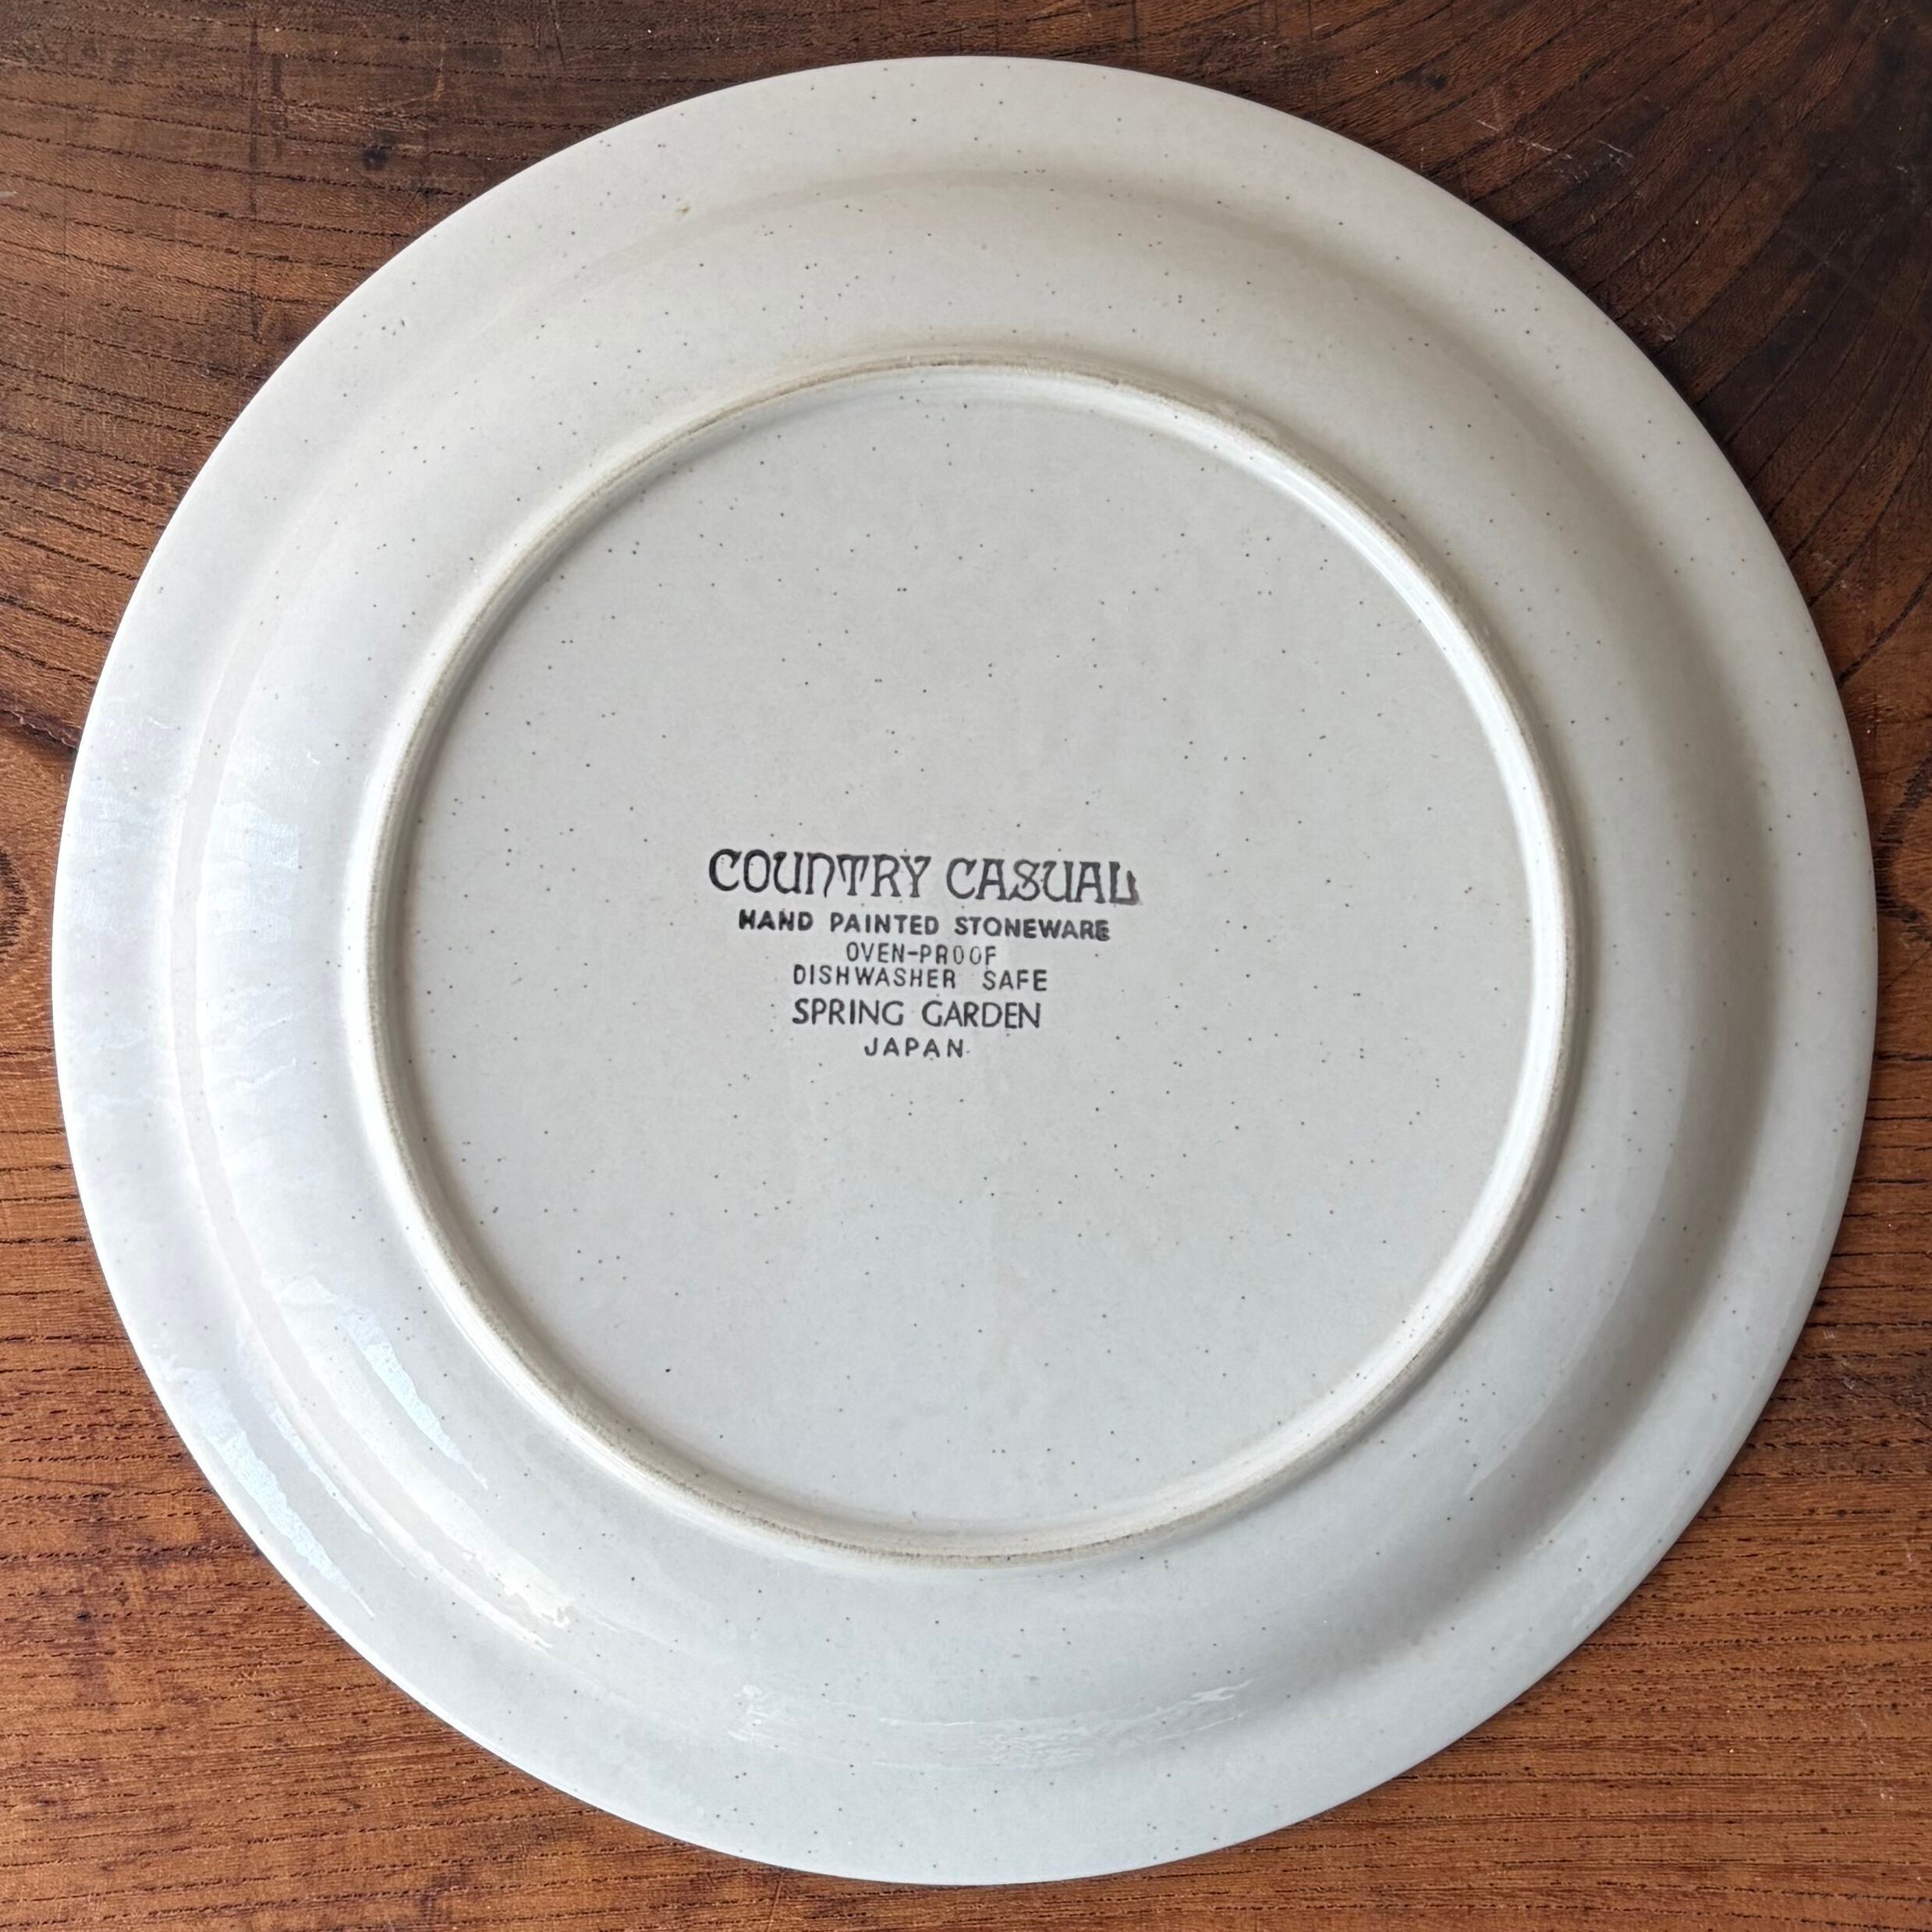 COUNTRY CASUAL
HAND PAINTED STONEWARE
OVEN-PROOF
DISHWASHER SAFE
SPRING GARDEN
JAPAN